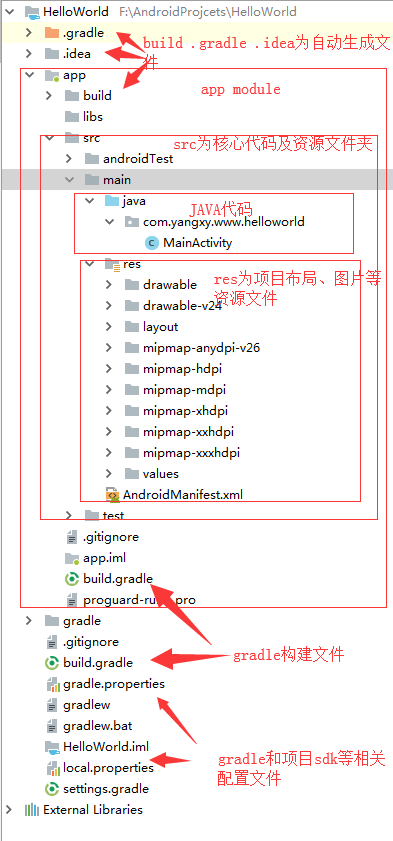 HelloWorld F:\AndroidProjcets\HelloWorld
.gradle
build .gradle .idea为自动生成文
件
.idea
app
app module
build
libs
src
src为核心代码及资源文件夹
androidTest
main
java
JAVA代码
com.yangxy.www.helloworld
MainActivity
res
res为项目布局、图片等
资源文件
drawable
drawable-v24
layout
mipmap-anydpi-v26
mipmap-hdpi
mipmap-mdpi
mipmap-xhdpi
mipmap-xxhdpi
mipmap-xxxhdpi
values
AndroidManifest.xml
test
.gitignore
app.iml
build.gradle
proguard-ru pro
gradle
.gitignore
build.gradle
gradle构建文件
gradle.properties
gradlew
gradlew.bat
HelloWorld.iml
gradle和项目sdk等相关
配置文件
local.properties
settings.gradle
External Libraries